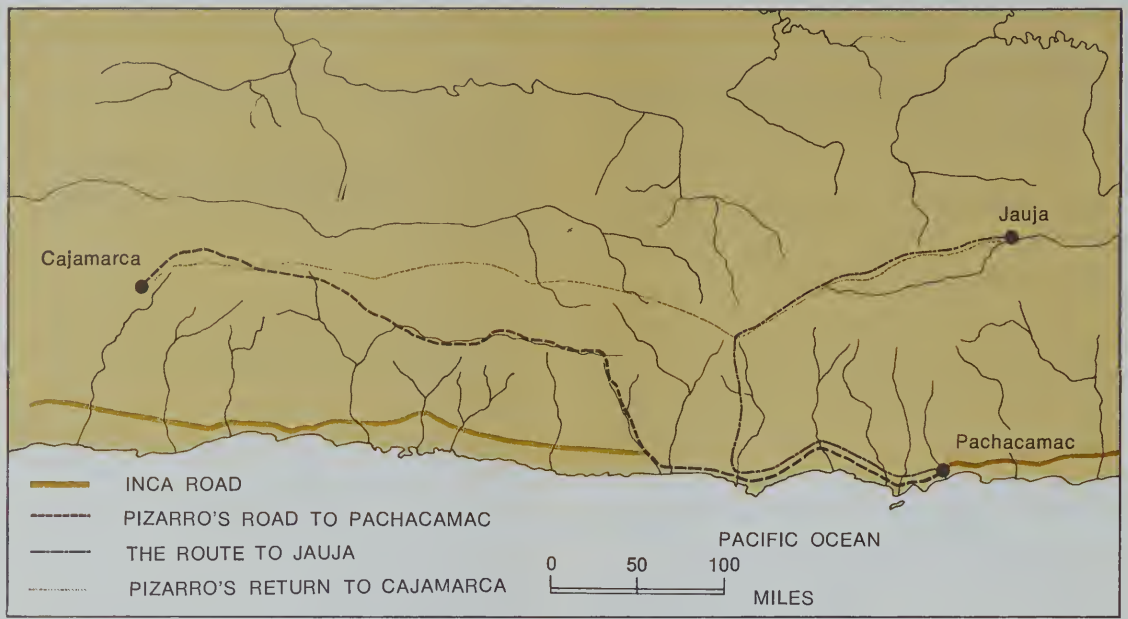 Jauja
Cajamarca
Pachacamac
INCA ROAD
PIZARRO'S ROAD TO PACHACAMAC
THE ROUTE TO JAUJA
PIZARRO'S RETURN TO CAJAMARCA
PACIFIC OCEAN
0 50 100
MILES